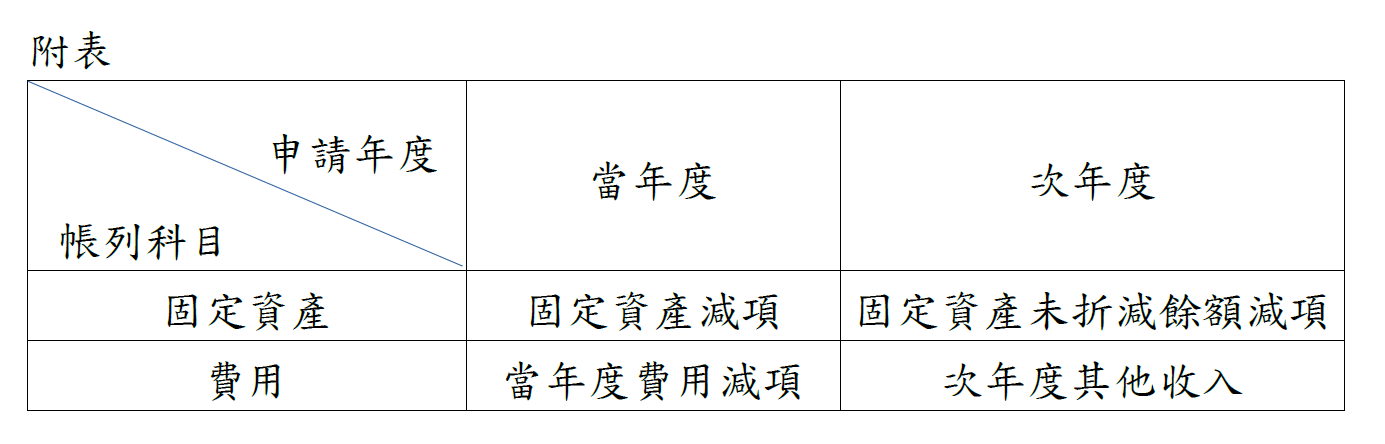 附表
申請年度
帳列科目
當年度
次年度
固定資產
固定資產減項
固定資產未折減餘額減項
費用
當年度費用減項
次年度其他收入